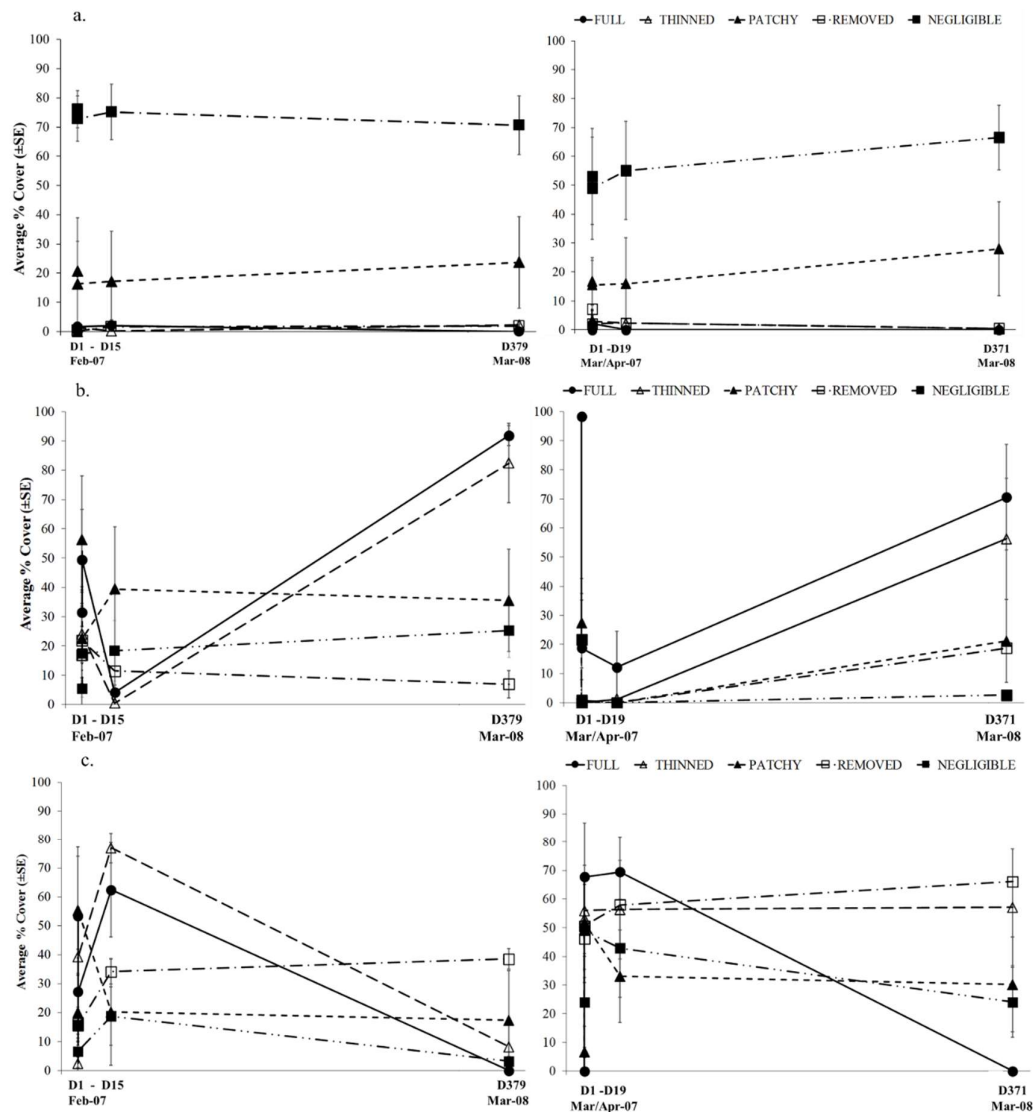 a.
FULL THINNED PATCHY REMOVED NEGLIGIBLE
Average % Cover (±SE)
100
90
80
70
60
50
40
30
20
10
0
D1 - D15
Feb-07
D379
Mar-08
100
90
80
70
60
50
40
30
20
10
0
D1 -D19
Mar/Apr-07
D371
Mar-08
b.
FULL THINNED PATCHY REMOVED NEGLIGIBLE
Average % Cover (±SE)
100
90
80
70
60
50
40
30
20
10
0
D1 - D15
Feb-07
D379
Mar-08
100
90
80
70
60
50
40
30
20
10
0
D1 -D19
Mar/Apr-07
D371
Mar-08
c.
FULL THINNED PATCHY REMOVED NEGLIGIBLE
Average % Cover (±SE)
100
90
80
70
60
50
40
30
20
10
0
D1 - D15
Feb-07
D379
Mar-08
100
90
80
70
60
50
40
30
20
10
0
D1 -D19
Mar/Apr-07
D371
Mar-08